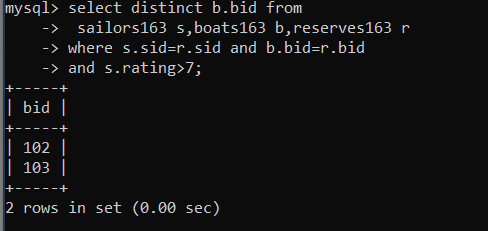 mysql> select distinct b.bid from
    -> sailors163 s,boats163 b,reserves163 r
    -> where s.sid=r.sid and b.bid=r.bid
    -> and s.rating>7;
+-----+
| bid |
+-----+
| 102 |
| 103 |
+-----+
2 rows in set (0.00 sec)